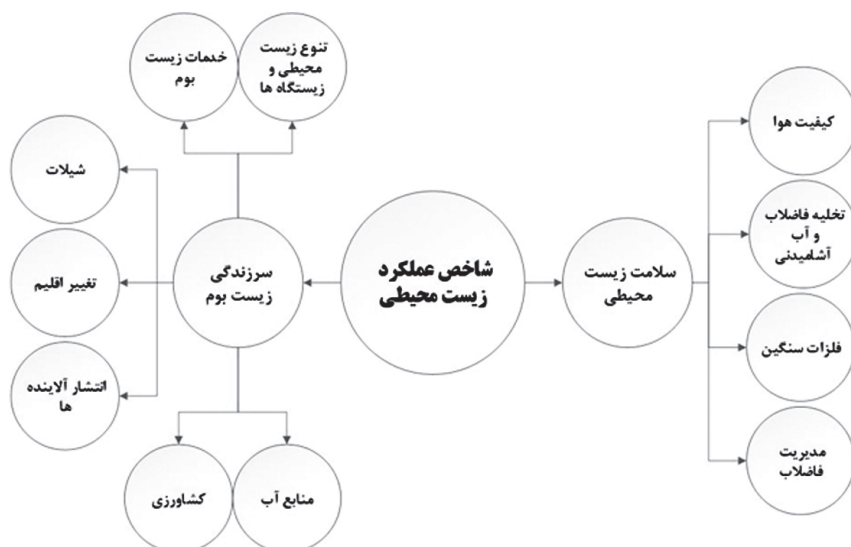 شاخص عملکرد
زیست محیطی
سلامت زیست
محیطی
کیفیت هوا
تخلیه فاضلاب
و آب
آشامیدنی
فلزات سنگین
مدیریت
فاضلاب
سرزندگی
زیست بوم
تنوع زیست
محیطی و
زیستگاه ها
خدمات زیست
بوم
شیلات
تغییر اقلیم
انتشار آلاینده
ها
منابع آب
کشاورزی